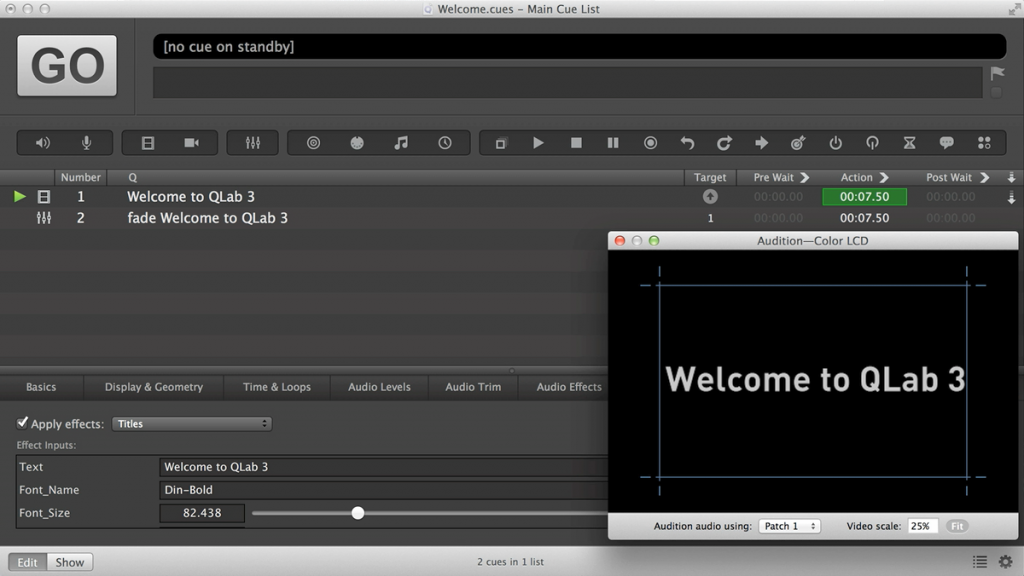 Welcome.cues – Main Cue List
GO
[no cue on standby]
Number Q Target Pre Wait Action Post Wait
1 Welcome to QLab 3 00:00.00 00:07.50 00:00.00
2 fade Welcome to QLab 3 1 00:00.00 00:07.50 00:00.00
Audition—Color LCD
Welcome to QLab 3
Basics Display & Geometry Time & Loops Audio Levels Audio Trim Audio Effects
Apply effects: Titles
Effect Inputs:
Text Welcome to QLab 3
Font_Name Din-Bold
Font_Size 82.438
Audition audio using: Patch 1 Video scale: 25% Fit
Edit Show 2 cues in 1 list